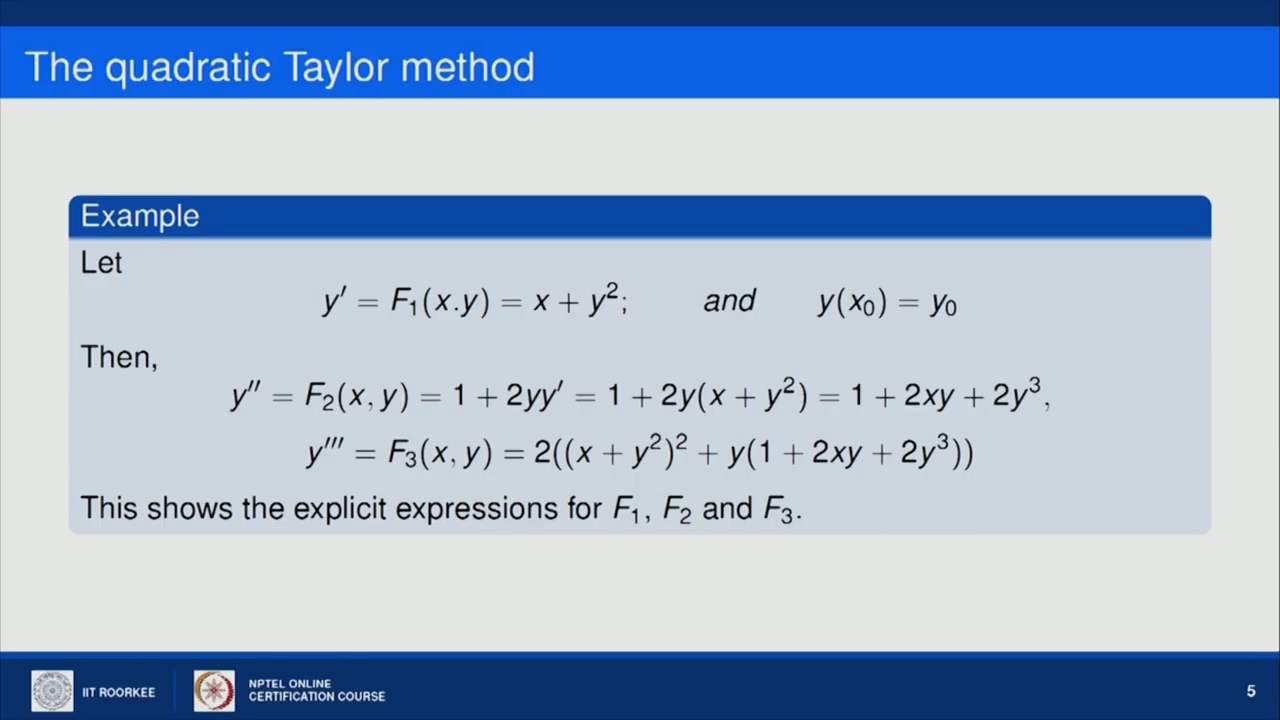 The quadratic Taylor method
Example
Let
y′ = F₁(x.y) = x + y²; and y(x₀) = y₀
Then,
y″ = F₂(x, y) = 1 + 2yy′ = 1 + 2y(x + y²) = 1 + 2xy + 2y³,
y‴ = F₃(x, y) = 2((x + y²)² + y(1 + 2xy + 2y³))
This shows the explicit expressions for F₁, F₂ and F₃.
IIT ROORKEE
NPTEL ONLINE
CERTIFICATION COURSE
5